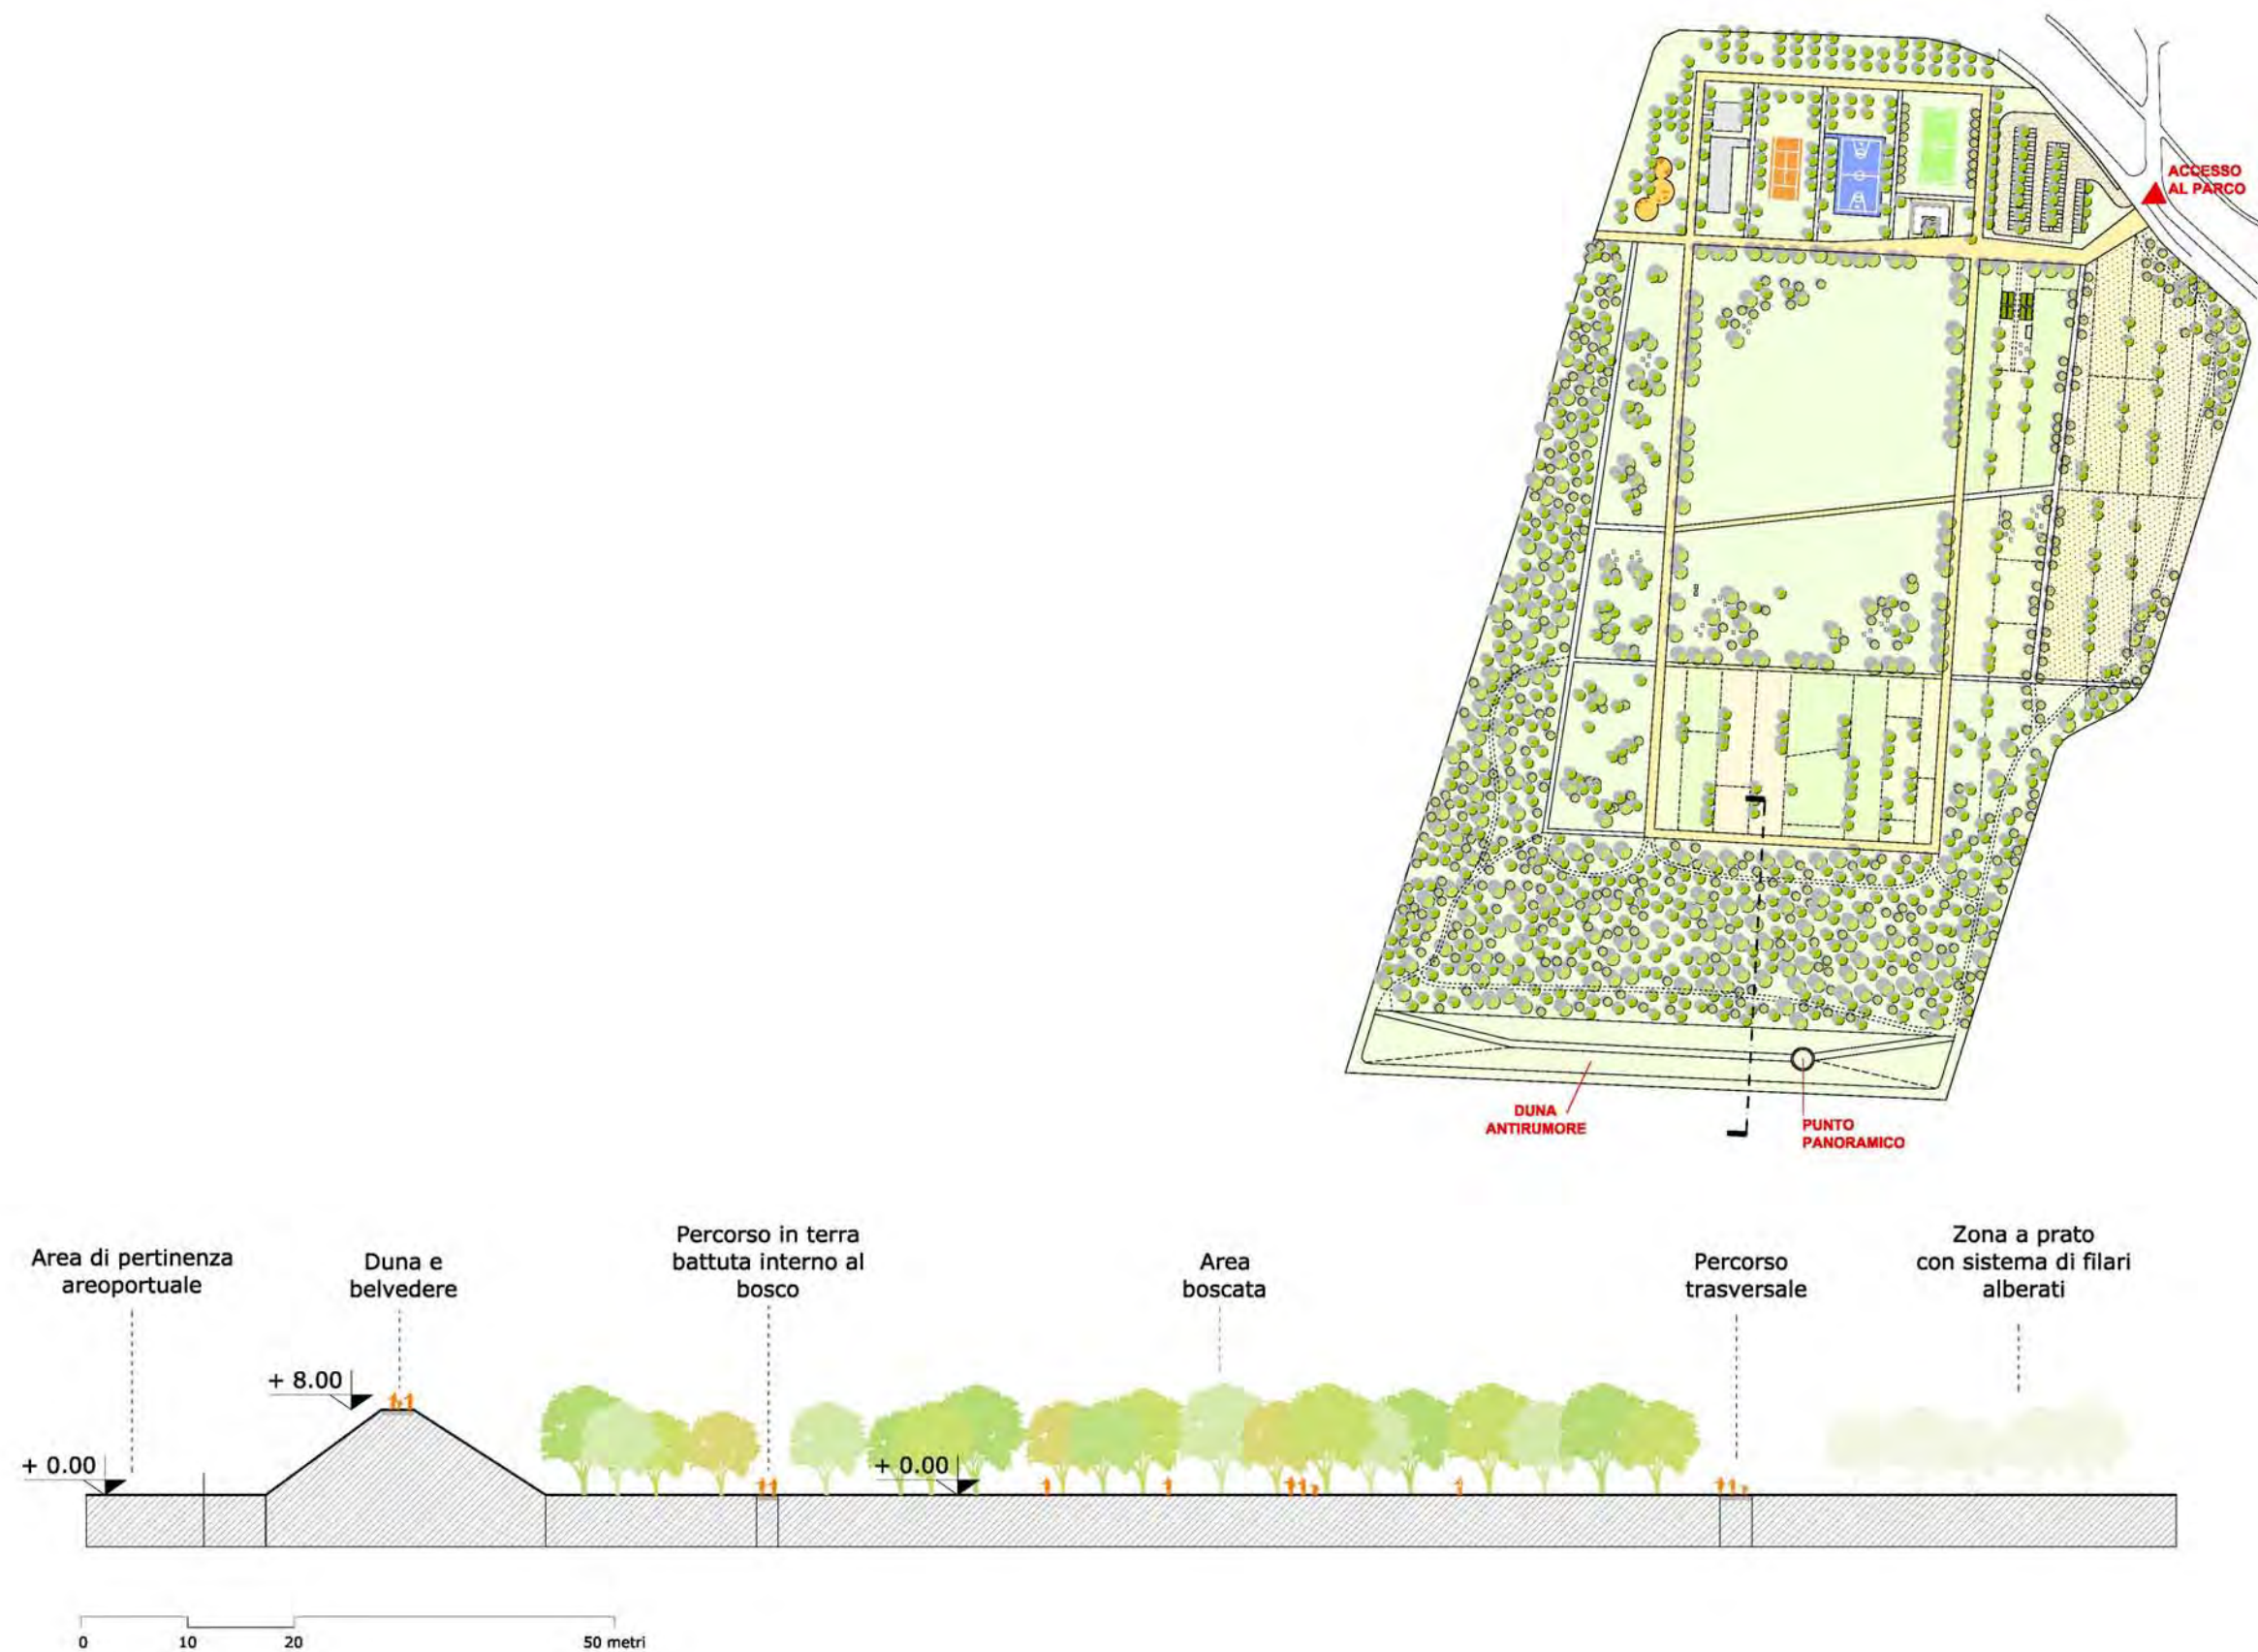 ACCESSO
AL PARCO
DUNA
ANTIRUMORE
PUNTO
PANORAMICO
Area di pertinenza
areoportuale
Duna e
belvedere
Percorso in terra
battuta interno al
bosco
Area
boscata
Percorso
trasversale
Zona a prato
con sistema di filari
alberati
+ 8.00
+ 0.00
+ 0.00
0 10 20 50 metri